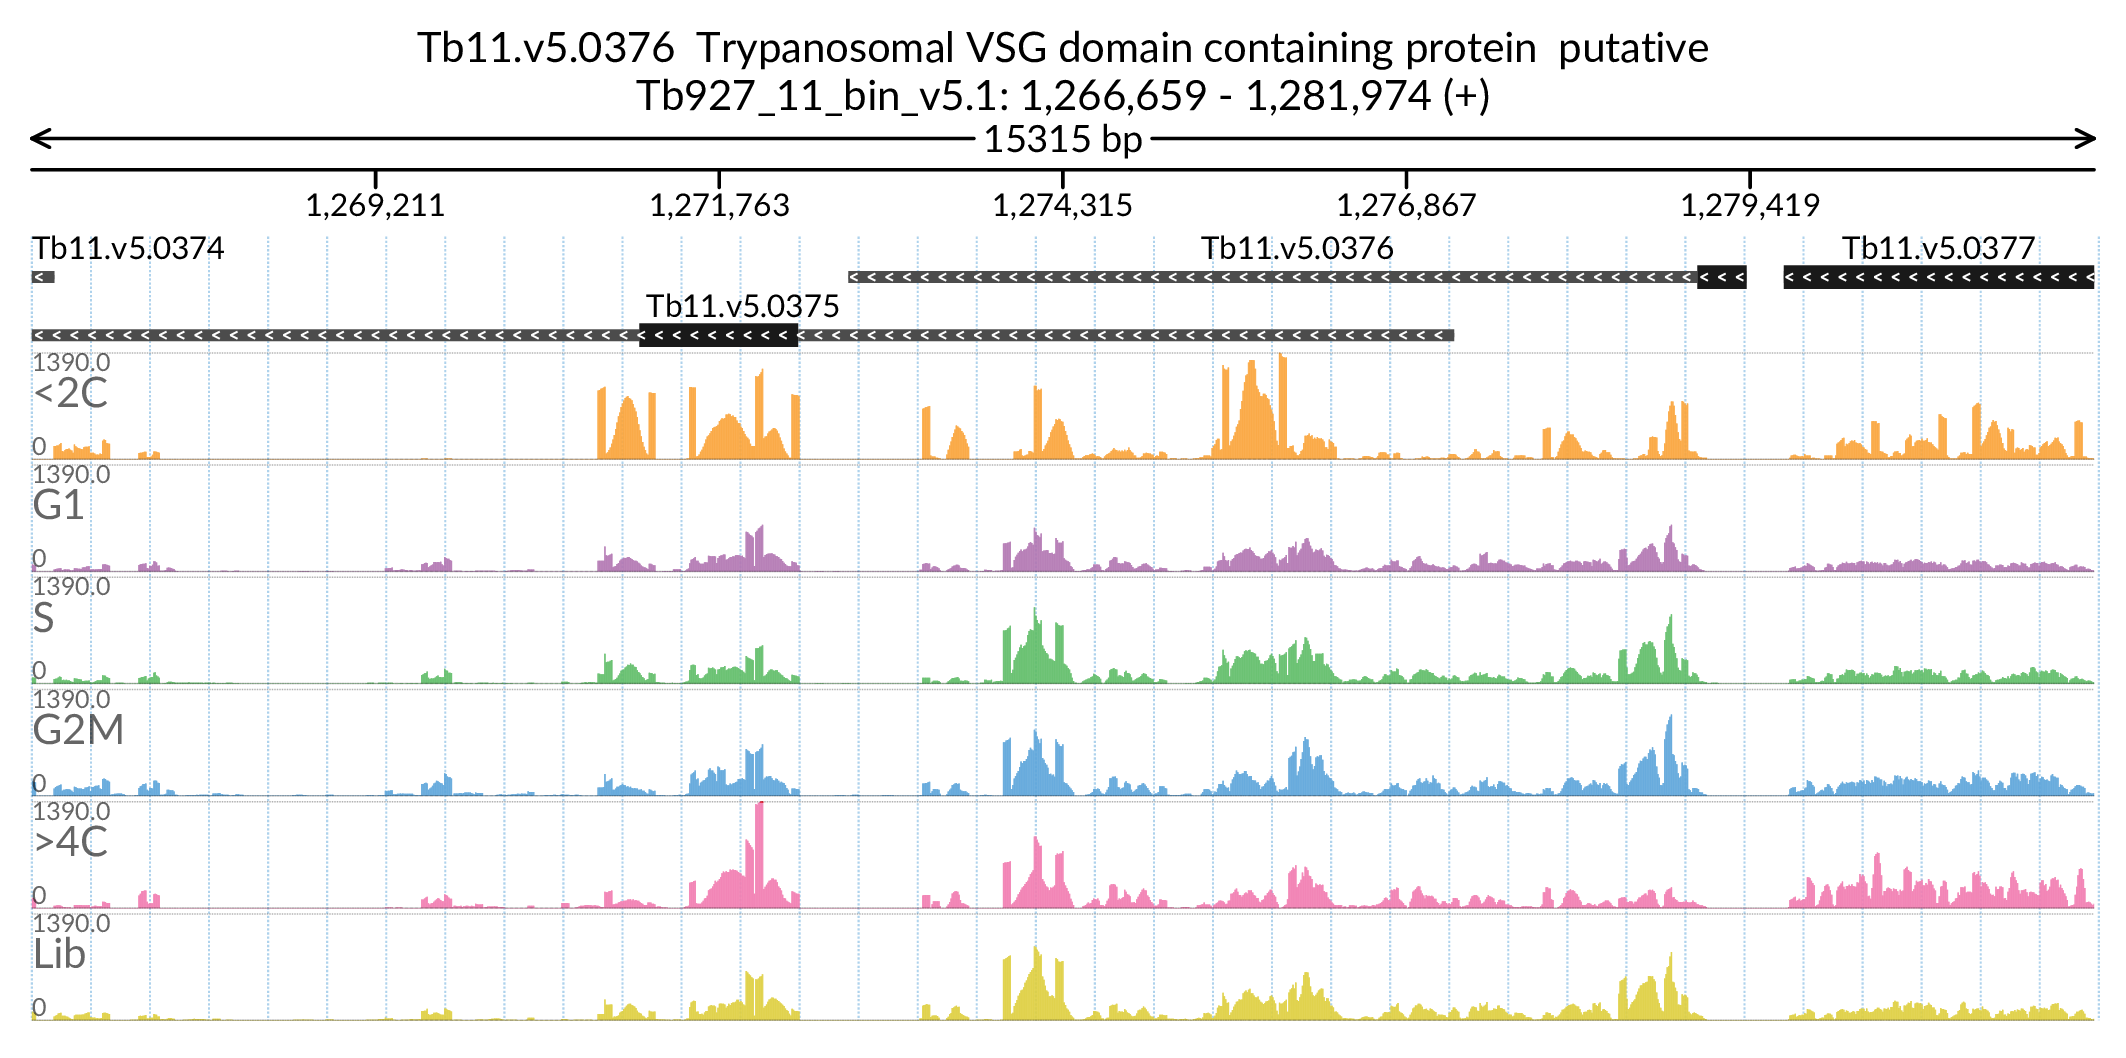 Tb11.v5.0376  Trypanosomal VSG domain containing protein  putative
Tb927_11_bin_v5.1: 1,266,659 - 1,281,974 (+)
15315 bp
1,269,211 1,271,763 1,274,315 1,276,867 1,279,419
Tb11.v5.0374 Tb11.v5.0376 Tb11.v5.0377
Tb11.v5.0375
1390.0
<2C
0
1390.0
G1
0
1390.0
S
0
1390.0
G2M
0
1390.0
>4C
0
1390.0
Lib
0